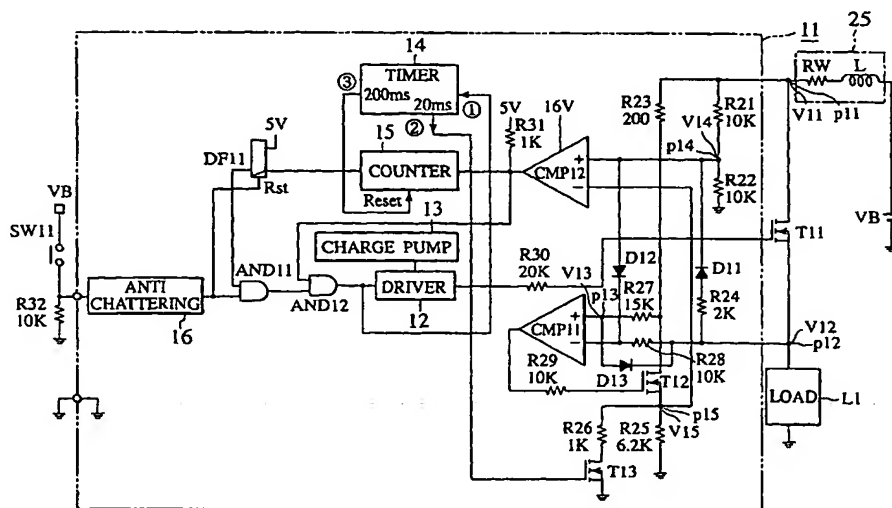 11
25
14
TIMER
200ms
20ms
③
①
②
RW
L
V11
p11
R23
200
R21
10K
V14
p14
5V
R31
1K
16V
CMP12
+
−
15
COUNTER
Reset
5V
DF11
Rst
R22
10K
VB
SW11
13
CHARGE PUMP
T11
VB
D12
D11
R30
20K
V13
p13
R27
15K
R24
2K
AND11
AND12
DRIVER
12
ANTI
CHATTERING
16
R32
10K
CMP11
+
−
V12
p12
R29
10K
D13
T12
R28
10K
LOAD
L1
R26
1K
R25
6.2K
p15
V15
T13